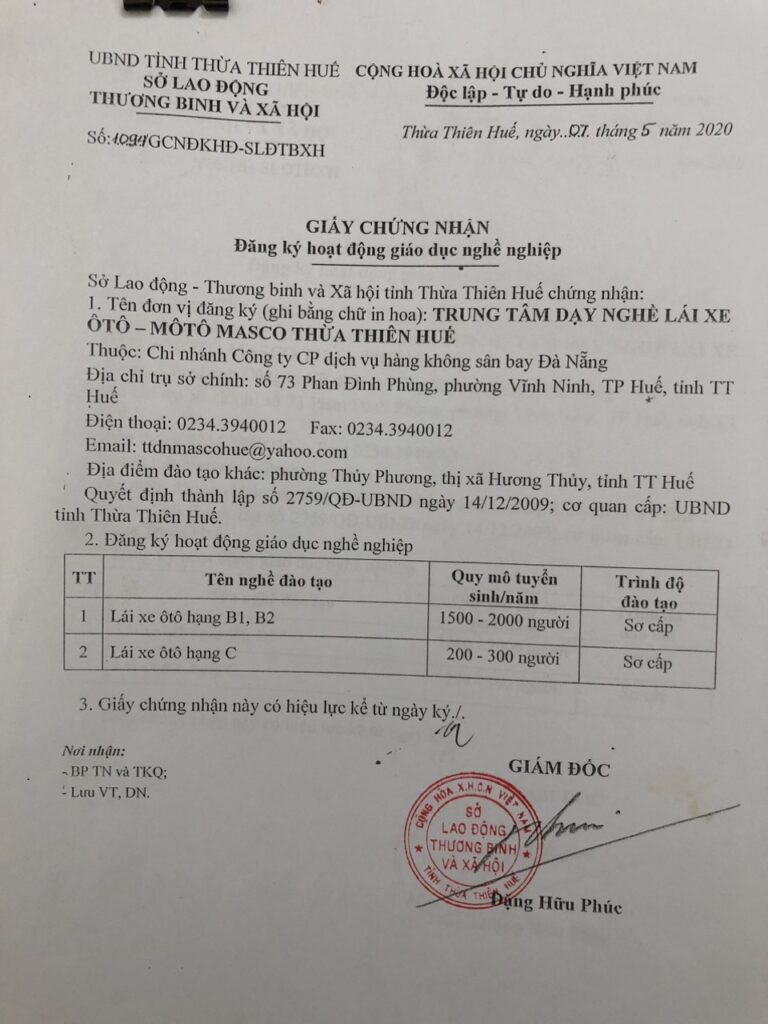 UBND TỈNH THỪA THIÊN HUẾ
SỞ LAO ĐỘNG
THƯƠNG BINH VÀ XÃ HỘI
Số:1094/GCNĐKHĐ-SLĐTBXH
CỘNG HOÀ XÃ HỘI CHỦ NGHĨA VIỆT NAM
Độc lập - Tự do - Hạnh phúc
Thừa Thiên Huế, ngày..07. tháng 5 năm 2020
GIẤY CHỨNG NHẬN
Đăng ký hoạt động giáo dục nghề nghiệp
Sở Lao động - Thương binh và Xã hội tỉnh Thừa Thiên Huế chứng nhận:
1. Tên đơn vị đăng ký (ghi bằng chữ in hoa): TRUNG TÂM DẠY NGHỀ LÁI XE
ÔTÔ – MÔTÔ MASCO THỪA THIÊN HUẾ
Thuộc: Chi nhánh Công ty CP dịch vụ hàng không sân bay Đà Nẵng
Địa chỉ trụ sở chính: số 73 Phan Đình Phùng, phường Vĩnh Ninh, TP Huế, tỉnh TT
Huế
Điện thoại: 0234.3940012 Fax: 0234.3940012
Email: ttdnmascohue@yahoo.com
Địa điểm đào tạo khác: phường Thủy Phương, thị xã Hương Thủy, tỉnh TT Huế
Quyết định thành lập số 2759/QĐ-UBND ngày 14/12/2009; cơ quan cấp: UBND
tỉnh Thừa Thiên Huế.
2. Đăng ký hoạt động giáo dục nghề nghiệp
TT Tên nghề đào tạo Quy mô tuyển sinh/năm Trình độ đào tạo
1 Lái xe ôtô hạng B1, B2 1500 - 2000 người Sơ cấp
2 Lái xe ôtô hạng C 200 - 300 người Sơ cấp
3. Giấy chứng nhận này có hiệu lực kể từ ngày ký./.
Nơi nhận:
- BP TN và TKQ;
- Lưu VT, DN.
GIÁM ĐỐC
CỘNG HÒA X.H.C.N VIỆT NAM
SỞ
LAO ĐỘNG
THƯƠNG BINH
VÀ XÃ HỘI
TỈNH THỪA THIÊN HUẾ
Đặng Hữu Phúc